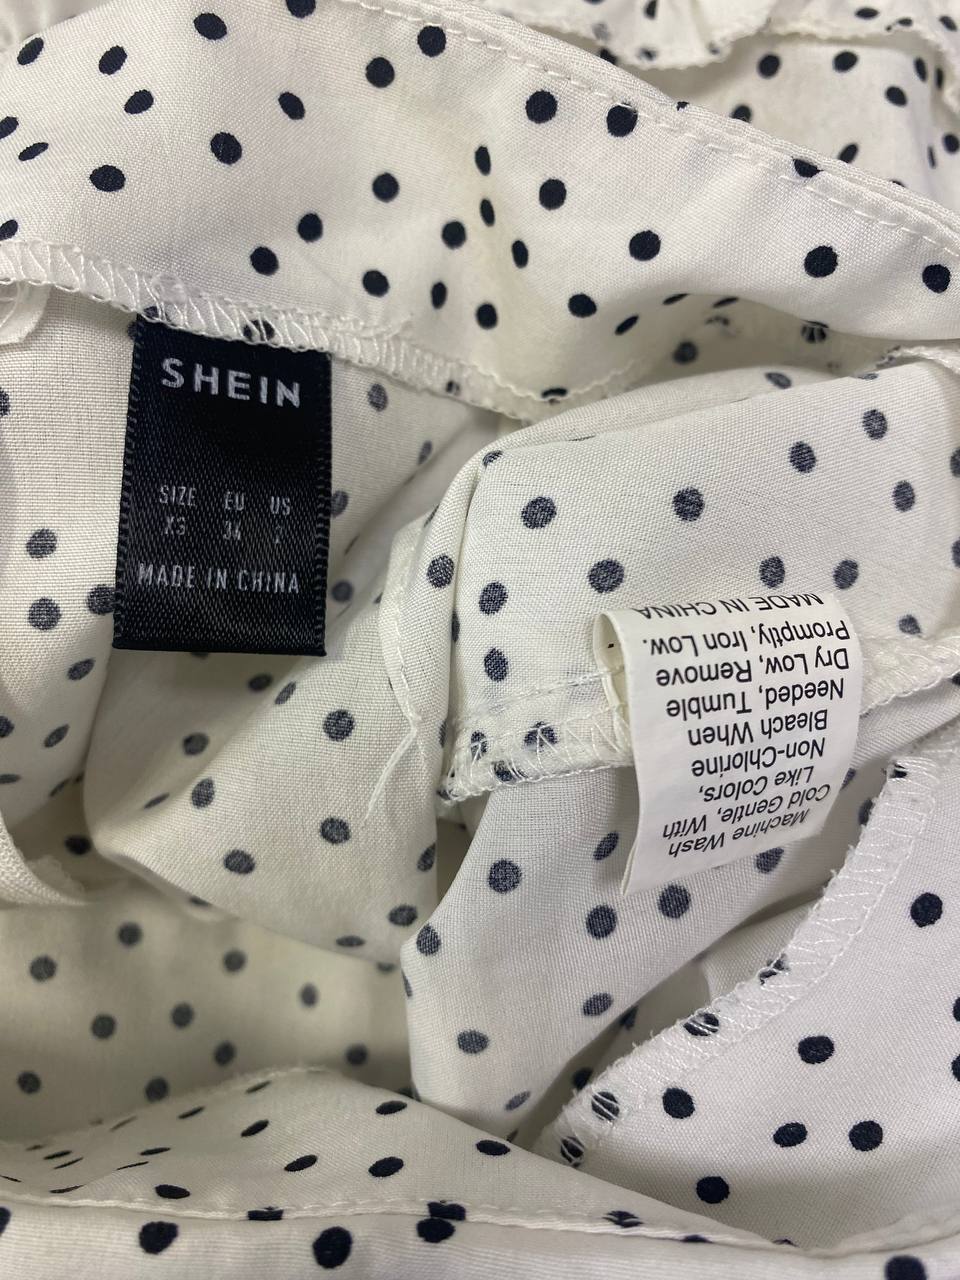 SHEIN
SIZE EU US
XS 34 2
MADE IN CHINA
Machine Wash
Cold Gentle, With
Like Colors,
Non-Chlorine
Bleach When
Needed, Tumble
Dry Low, Remove
Promptly, Iron Low.
MADE IN CHINA